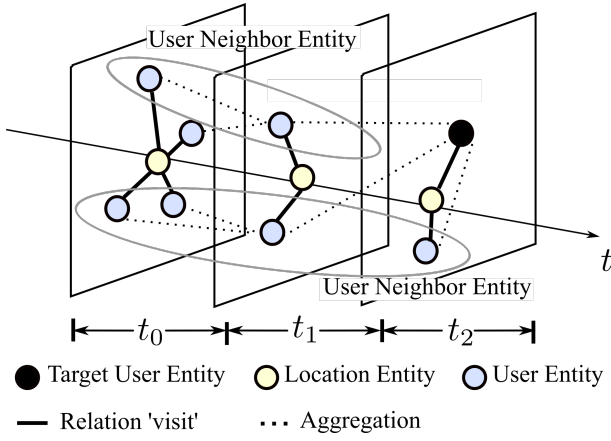 User Neighbor Entity
t
User Neighbor Entity
t₀ t₁ t₂
Target User Entity Location Entity User Entity
Relation 'visit' Aggregation